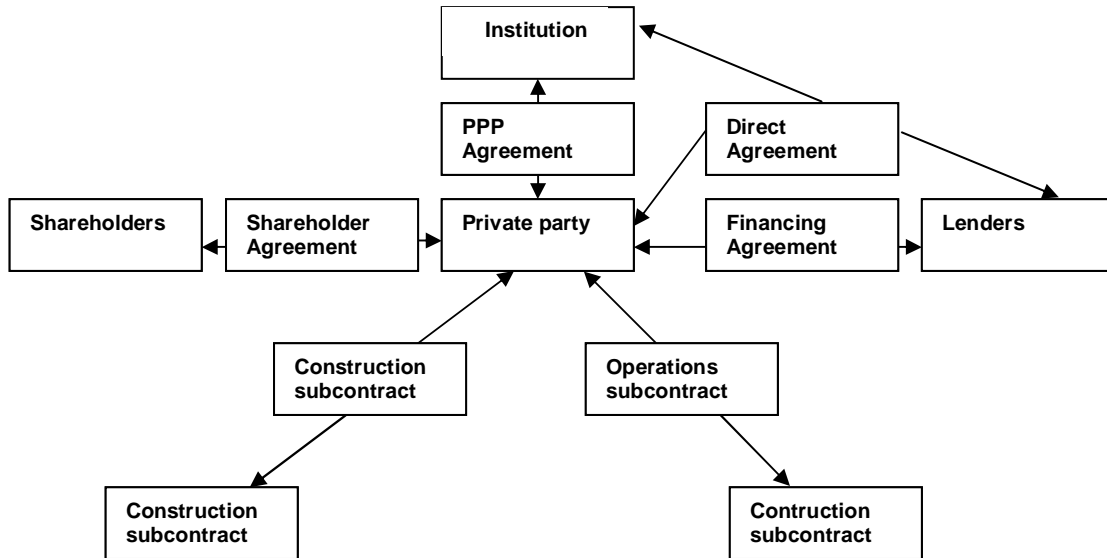 Institution
PPP
Agreement
Direct
Agreement
Shareholders
Shareholder
Agreement
Private party
Financing
Agreement
Lenders
Construction
subcontract
Operations
subcontract
Construction
subcontract
Contruction
subcontract